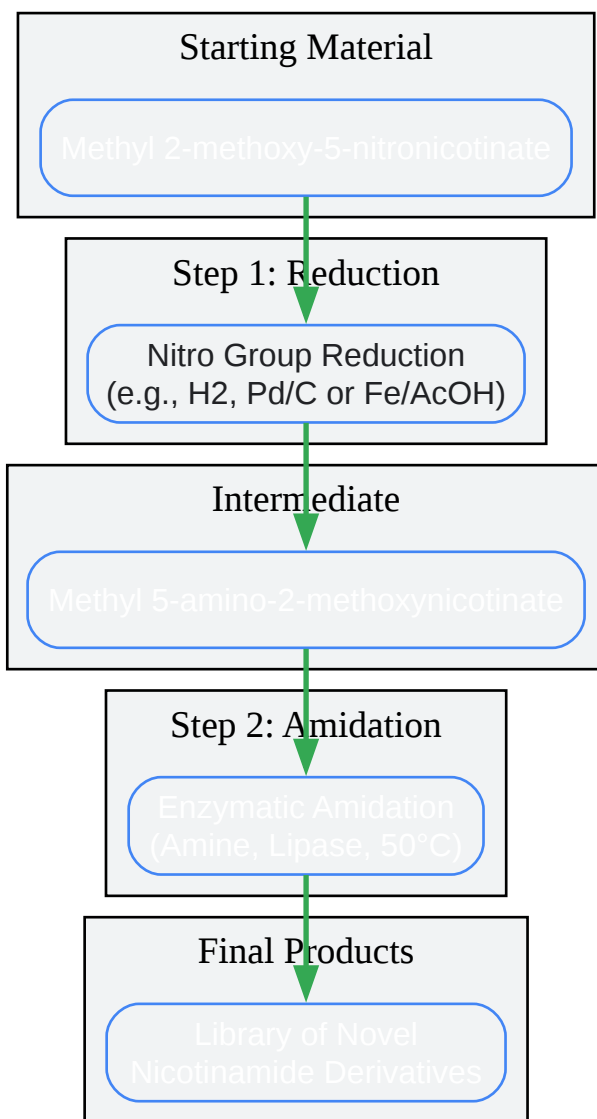 Starting Material
Methyl 2-methoxy-5-nitronicotinate
Step 1: Reduction
Nitro Group Reduction
(e.g., H2, Pd/C or Fe/AcOH)
Intermediate
Methyl 5-amino-2-methoxynicotinate
Step 2: Amidation
Enzymatic Amidation
(Amine, Lipase, 50°C)
Final Products
Library of Novel
Nicotinamide Derivatives